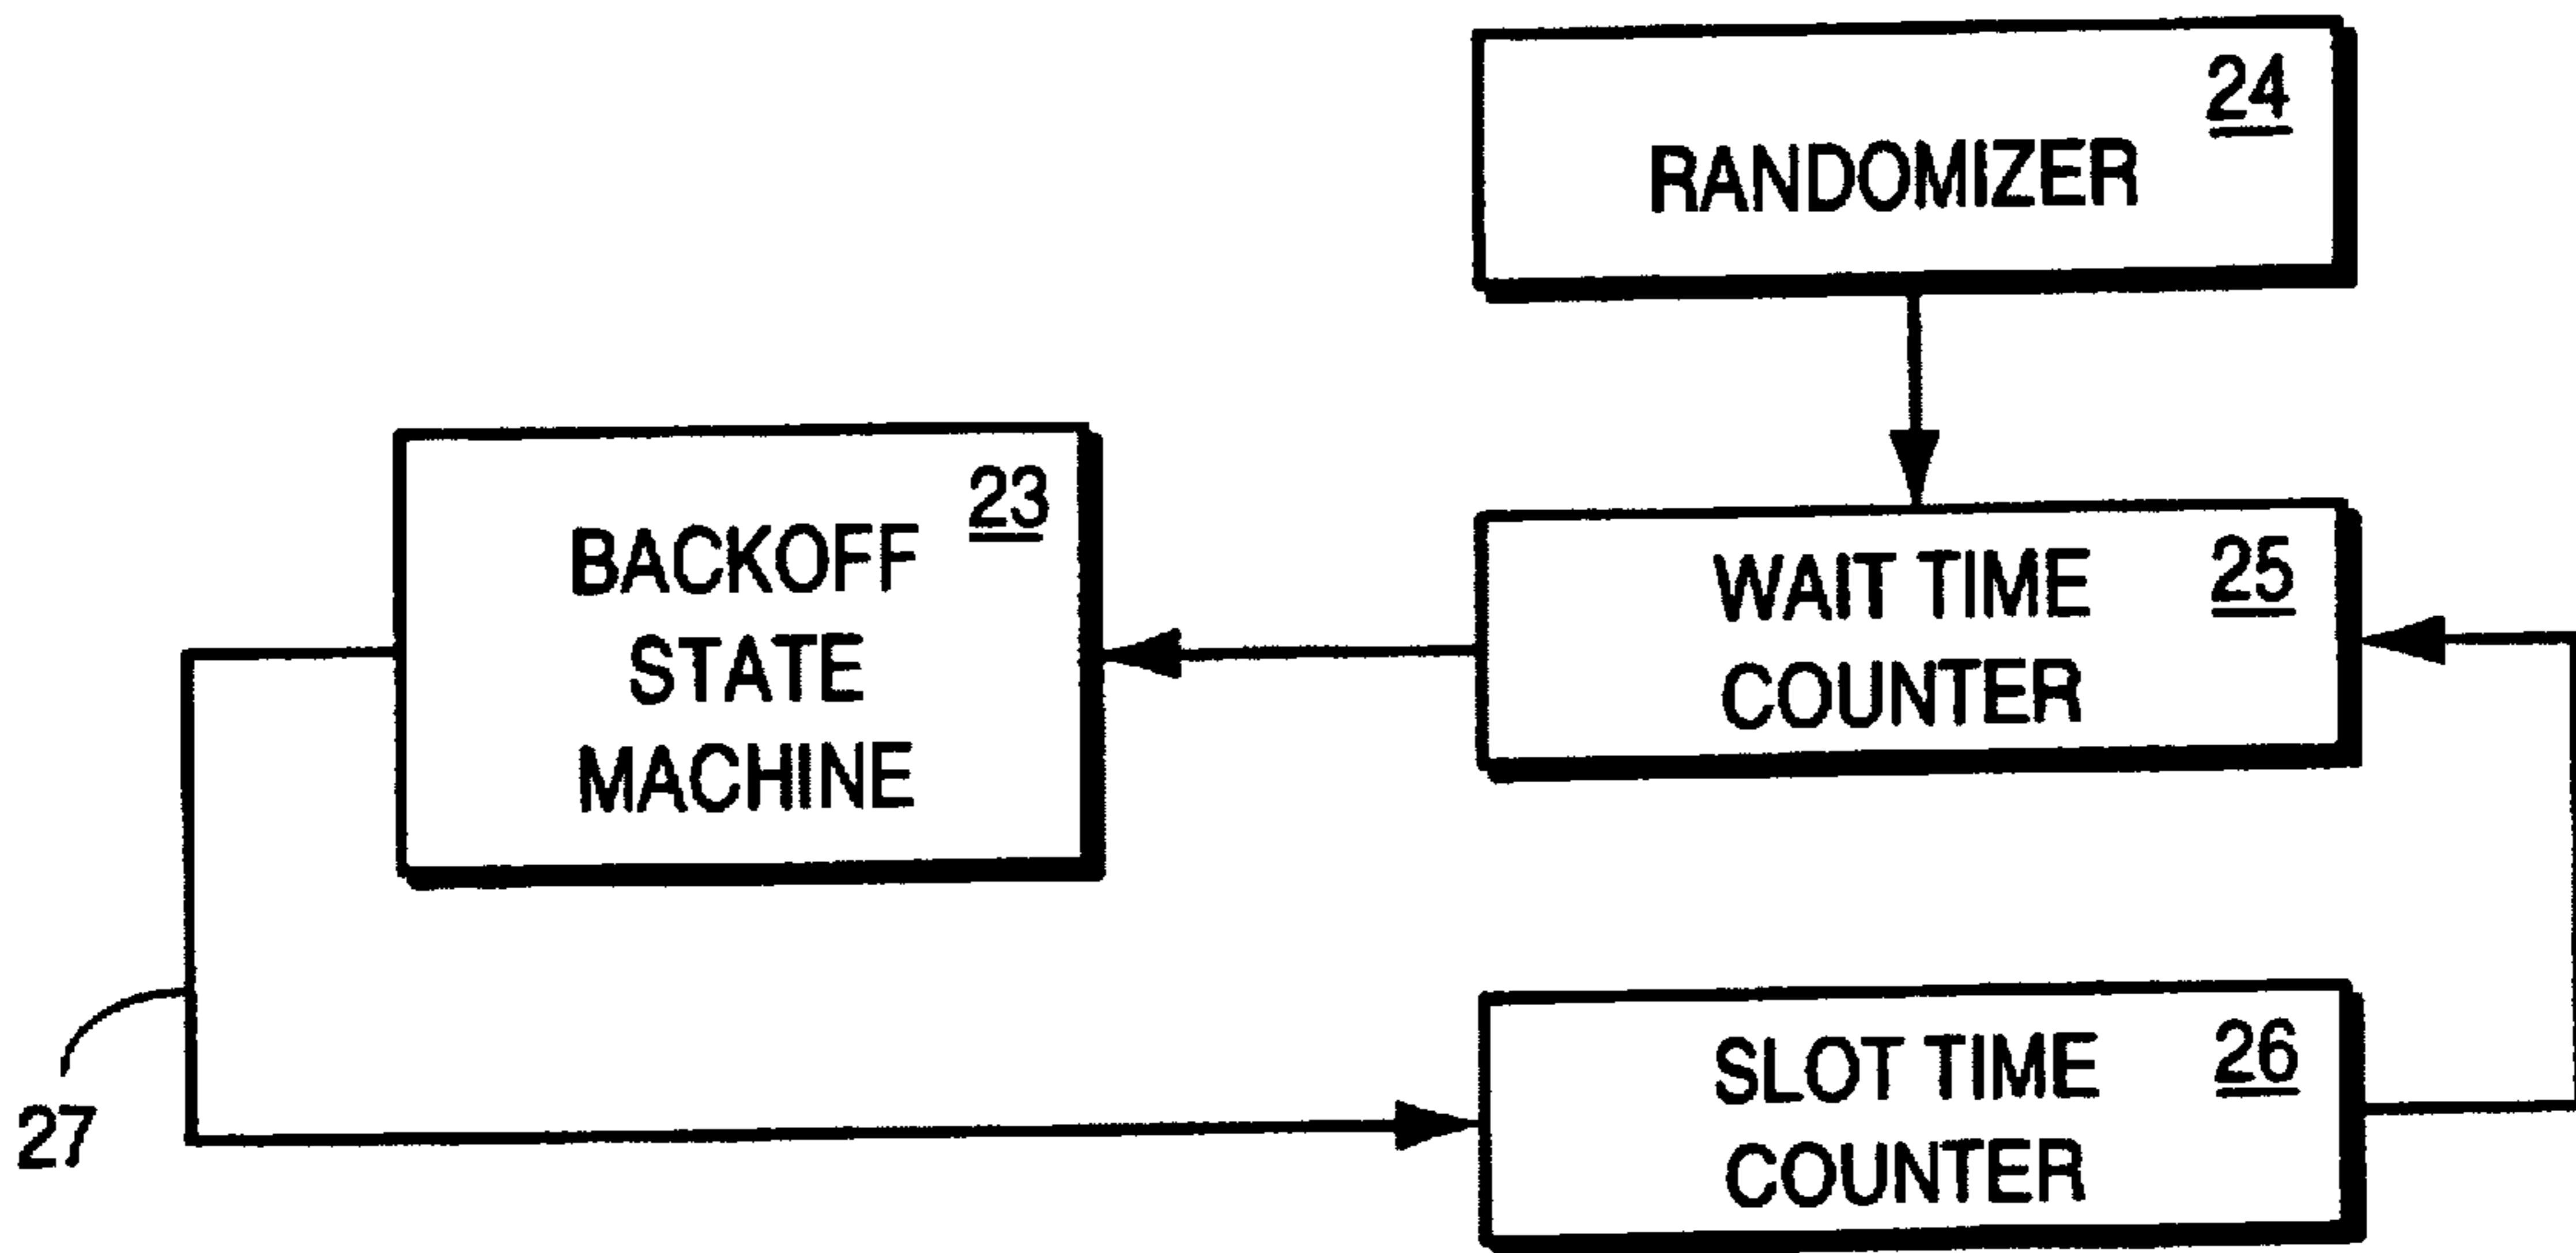 24
RANDOMIZER
23
BACKOFF
STATE
MACHINE
25
WAIT TIME
COUNTER
26
SLOT TIME
COUNTER
27